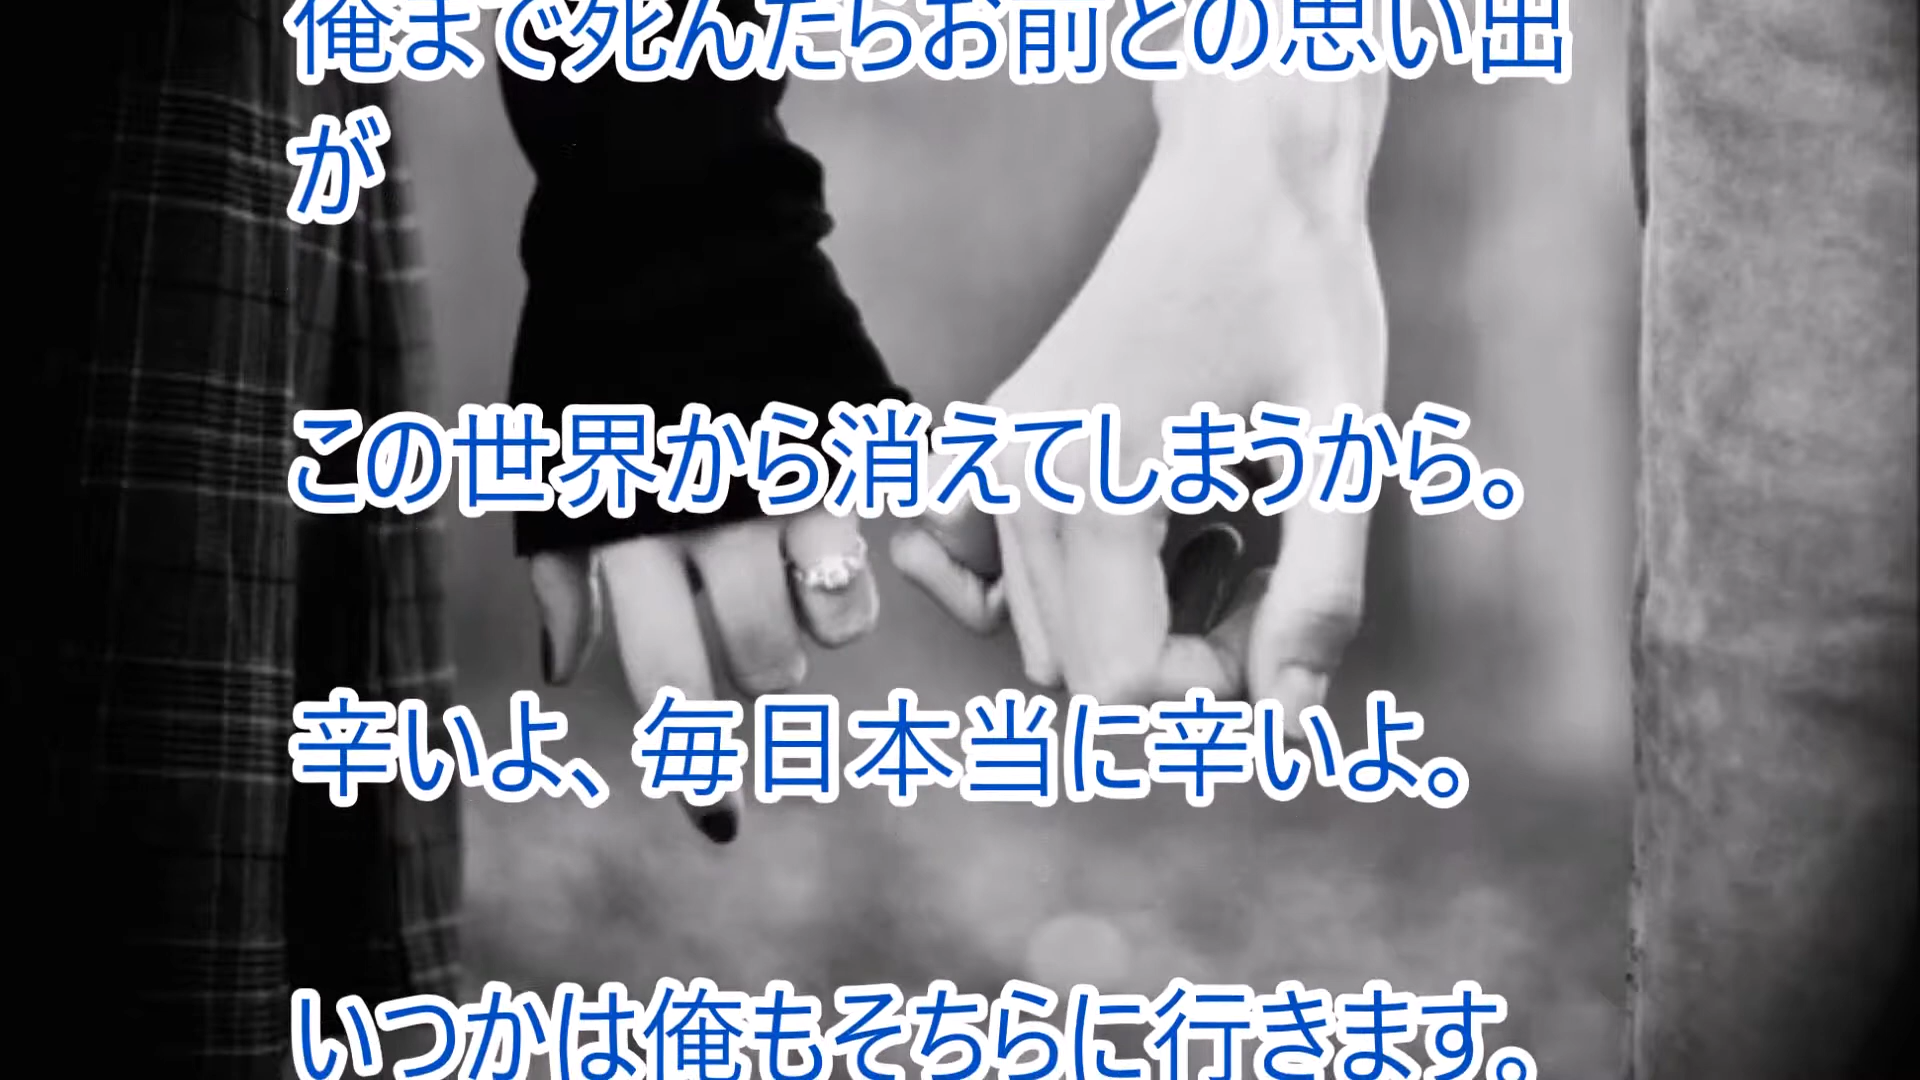 俺まで死んだらお前との思い出
が
この世界から消えてしまうから。
辛いよ、毎日本当に辛いよ。
いつかは俺もそちらに行きます。